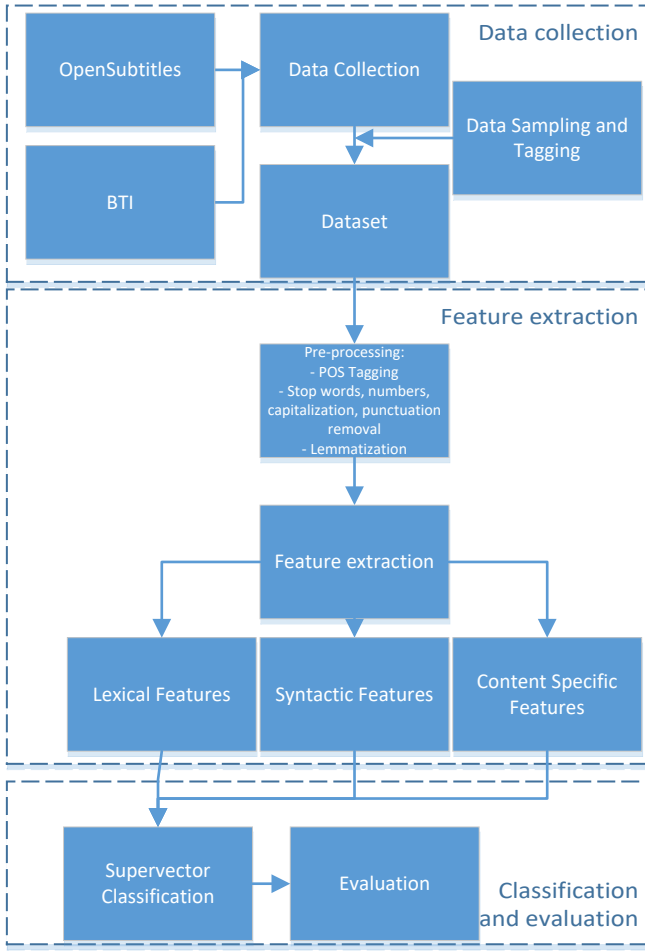 Data collection
OpenSubtitles
Data Collection
Data Sampling and
Tagging
BTI
Dataset
Feature extraction
Pre-processing:
- POS Tagging
- Stop words, numbers,
capitalization, punctuation
removal
- Lemmatization
Feature extraction
Lexical Features
Syntactic Features
Content Specific
Features
Supervector
Classification
Evaluation
Classification
and evaluation